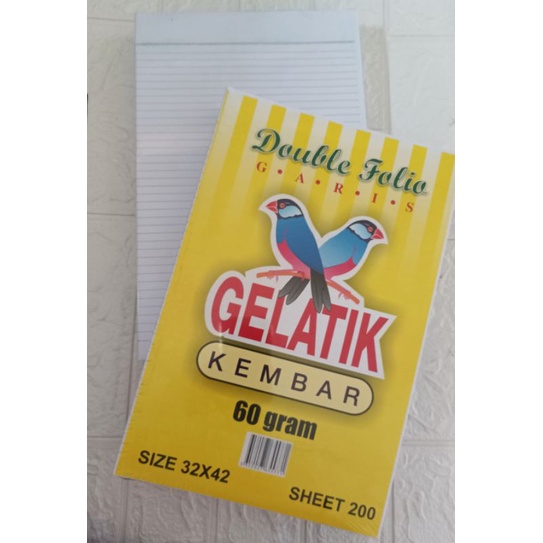 Double Folio
G•A•R•I•S
GELATIK
KEMBAR
60 gram
SIZE 32X42
SHEET 200